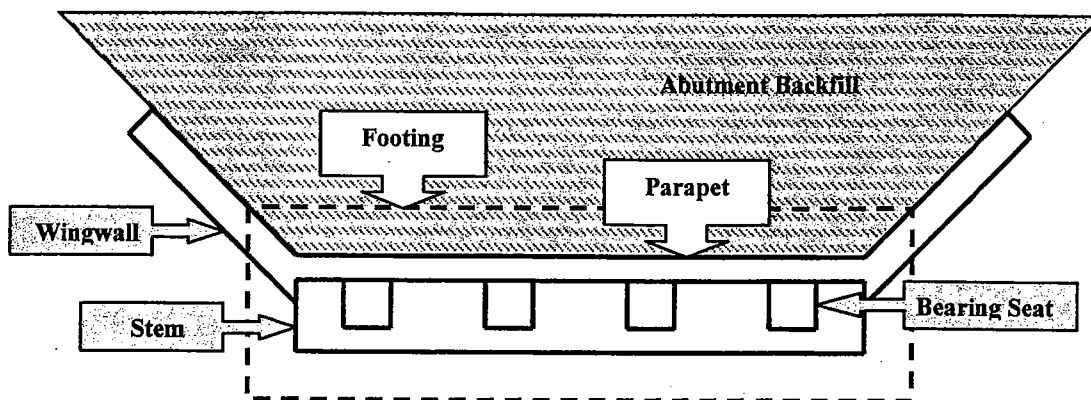 Abutment Backfill
Footing
Parapet
Wingwall
Bearing Seat
Stem